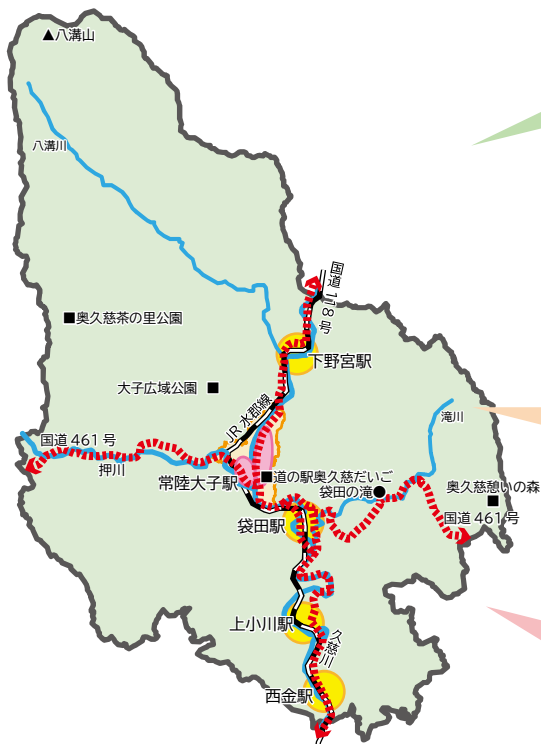 ▲八溝山
八溝川
国道118号
■奥久慈茶の里公園
下野宮駅
大子広域公園■
JR水郡線
滝川
国道461号
押川
常陸大子駅
■道の駅奥久慈だいご
袋田の滝●
奥久慈憩いの森
■
袋田駅
国道461号
上小川駅
久慈川
西金駅